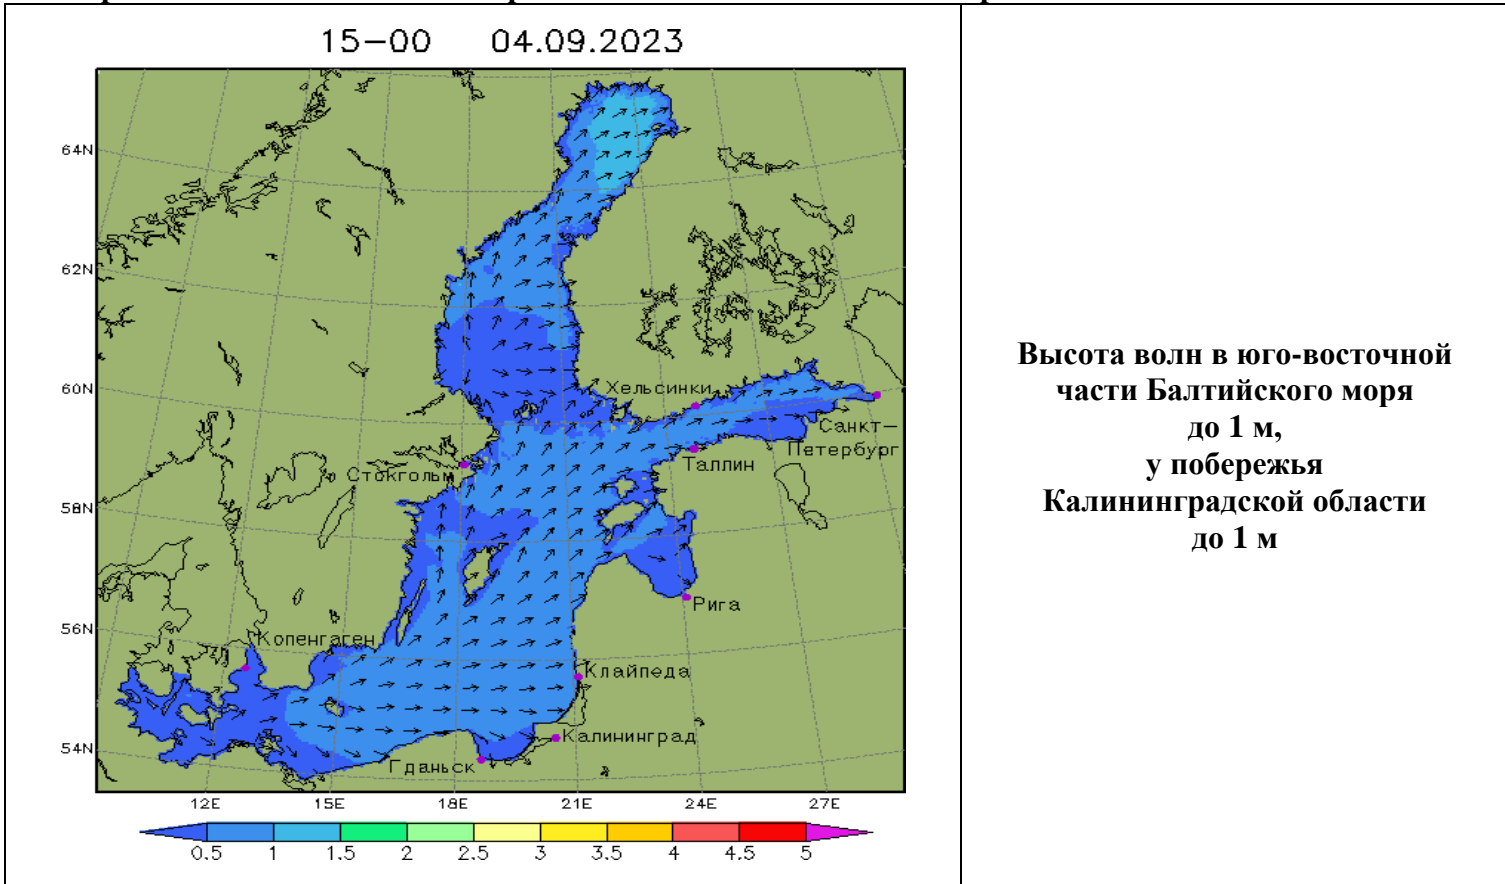 15-00 04.09.2023
64N
62N
60N
58N
56N
54N
Хельсинки
Санкт-
Петербург
Таллин
Стокгольм
Рига
Копенгаген
Клайпеда
Калининград
Гданьск
12E 15E 18E 21E 24E 27E
0.5 1 1.5 2 2.5 3 3.5 4 4.5 5
Высота волн в юго-восточной
части Балтийского моря
до 1 м,
у побережья
Калининградской области
до 1 м